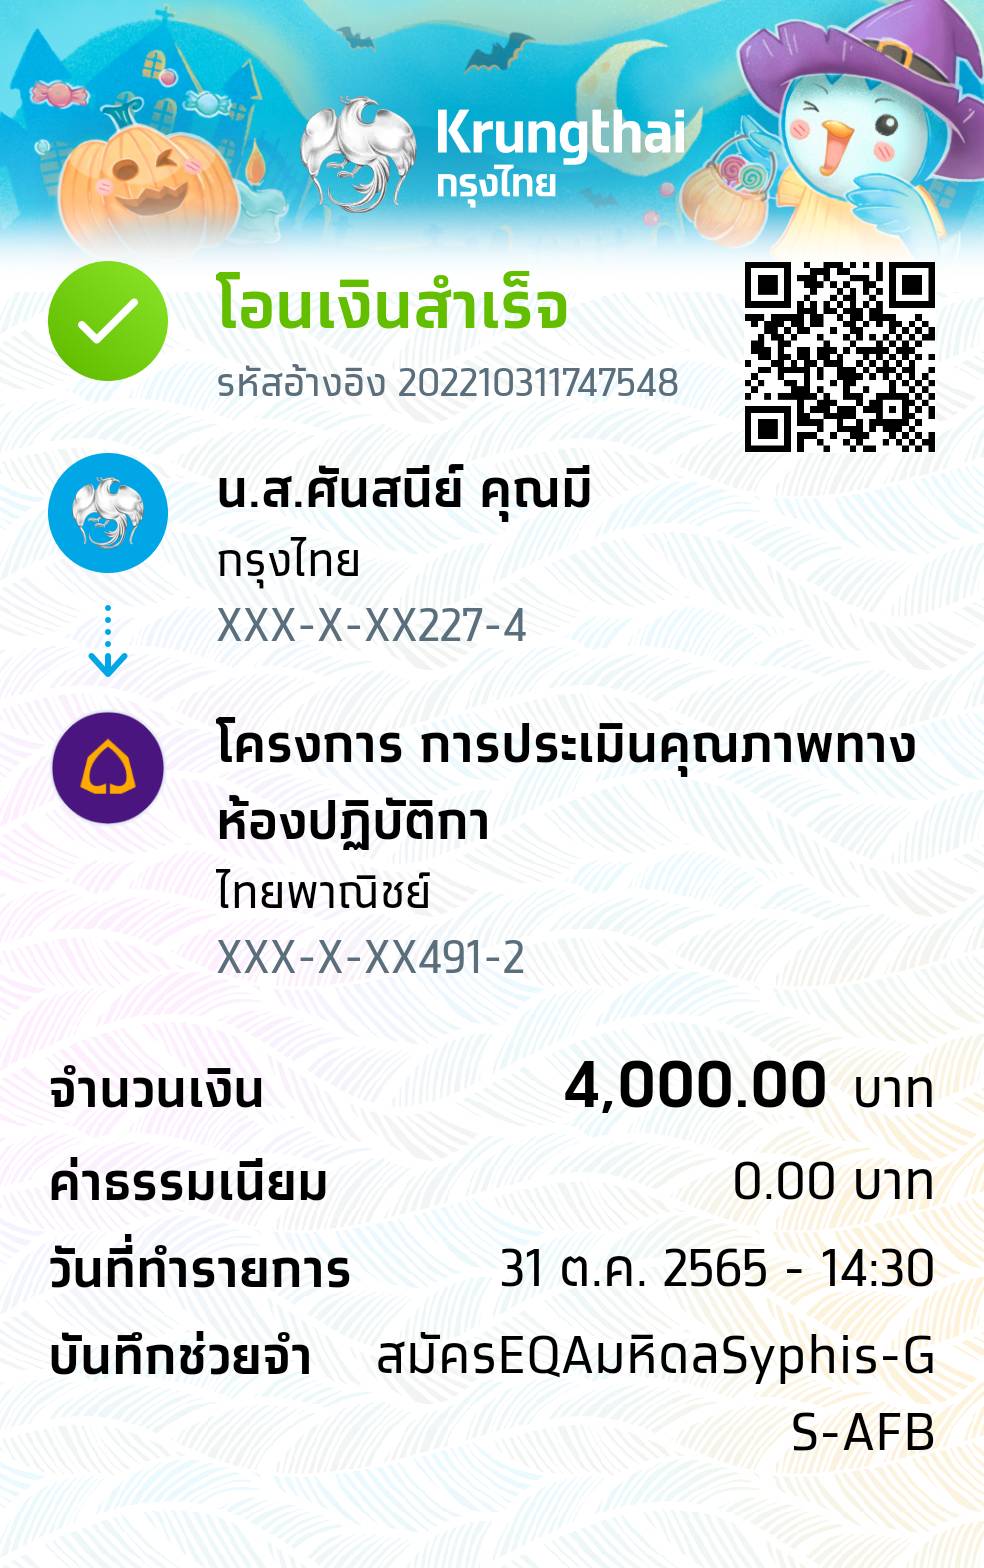 Krungthai
กรุงไทย
โอนเงินสำเร็จ
รหัสอ้างอิง 202210311747548
น.ส.ศันสนีย์ คุณมี
กรุงไทย
XXX-X-XX227-4
โครงการ การประเมินคุณภาพทาง
ห้องปฏิบัติกา
ไทยพาณิชย์
XXX-X-XX491-2
จำนวนเงิน 4,000.00 บาท
ค่าธรรมเนียม 0.00 บาท
วันที่ทำรายการ 31 ต.ค. 2565 - 14:30
บันทึกช่วยจำ สมัครEQAมหิดลSyphis-G
S-AFB